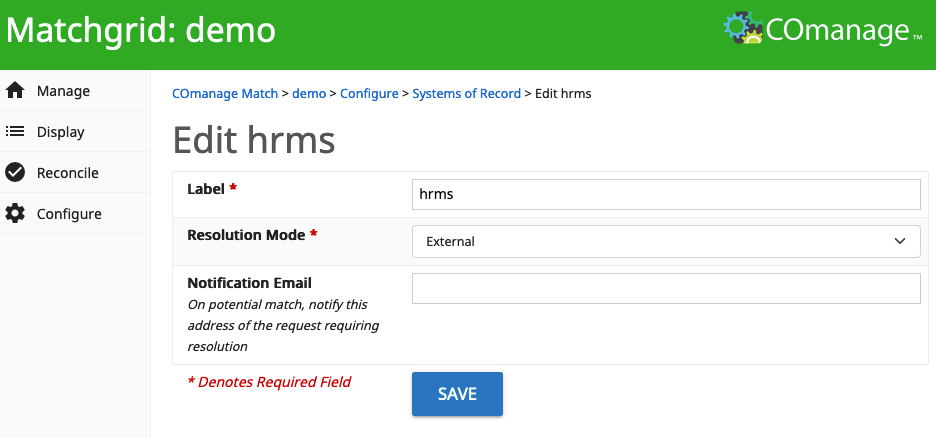 Matchgrid: demo
COmanage™
Manage
Display
Reconcile
Configure
COmanage Match > demo > Configure > Systems of Record > Edit hrms
Edit hrms
Label *
hrms
Resolution Mode *
External
Notification Email
On potential match, notify this
address of the request requiring
resolution
* Denotes Required Field
SAVE